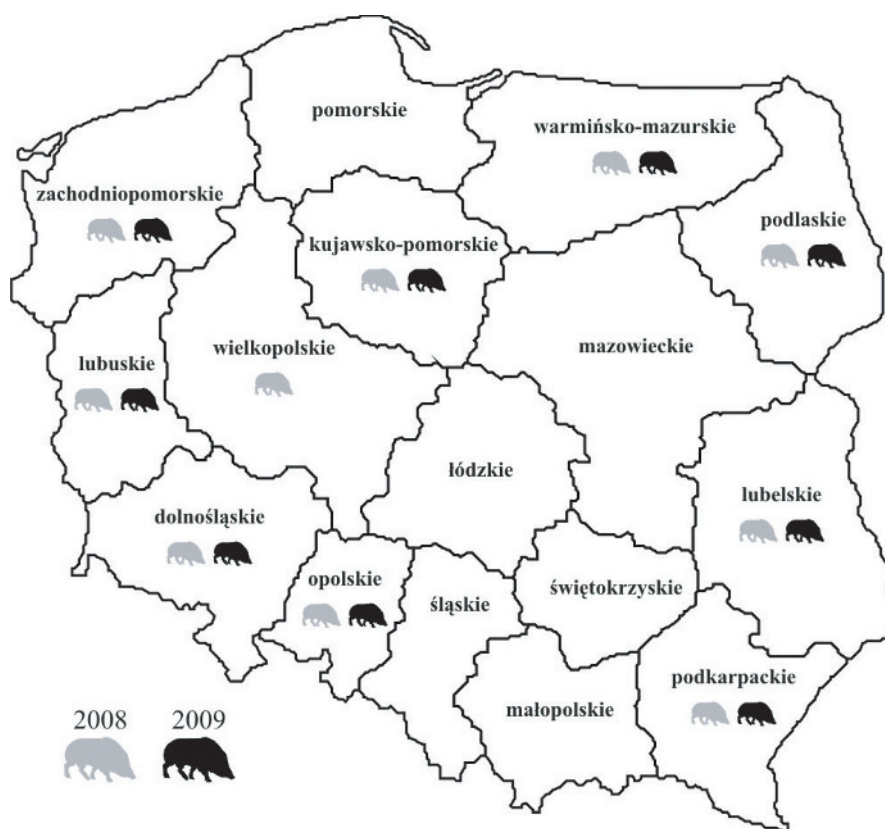 pomorskie
warmińsko-mazurskie
zachodniopomorskie
podlaskie
kujawsko-pomorskie
wielkopolskie
mazowieckie
lubuskie
łódzkie
lubelskie
dolnośląskie
opolskie
świętokrzyskie
śląskie
podkarpackie
małopolskie
2008 2009